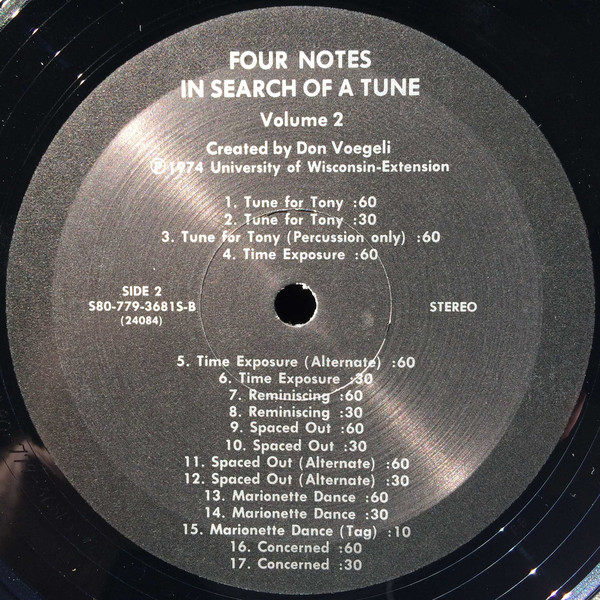 FOUR NOTES
IN SEARCH OF A TUNE
Volume 2
Created by Don Voegeli
Ⓟ 1974 University of Wisconsin-Extension
1. Tune for Tony :60
2. Tune for Tony :30
3. Tune for Tony (Percussion only) :60
4. Time Exposure :60
SIDE 2
S80-779-3681S-B
(24084)
STEREO
5. Time Exposure (Alternate) :60
6. Time Exposure :30
7. Reminiscing :60
8. Reminiscing :30
9. Spaced Out :60
10. Spaced Out :30
11. Spaced Out (Alternate) :60
12. Spaced Out (Alternate) :30
13. Marionette Dance :60
14. Marionette Dance :30
15. Marionette Dance (Tag) :10
16. Concerned :60
17. Concerned :30